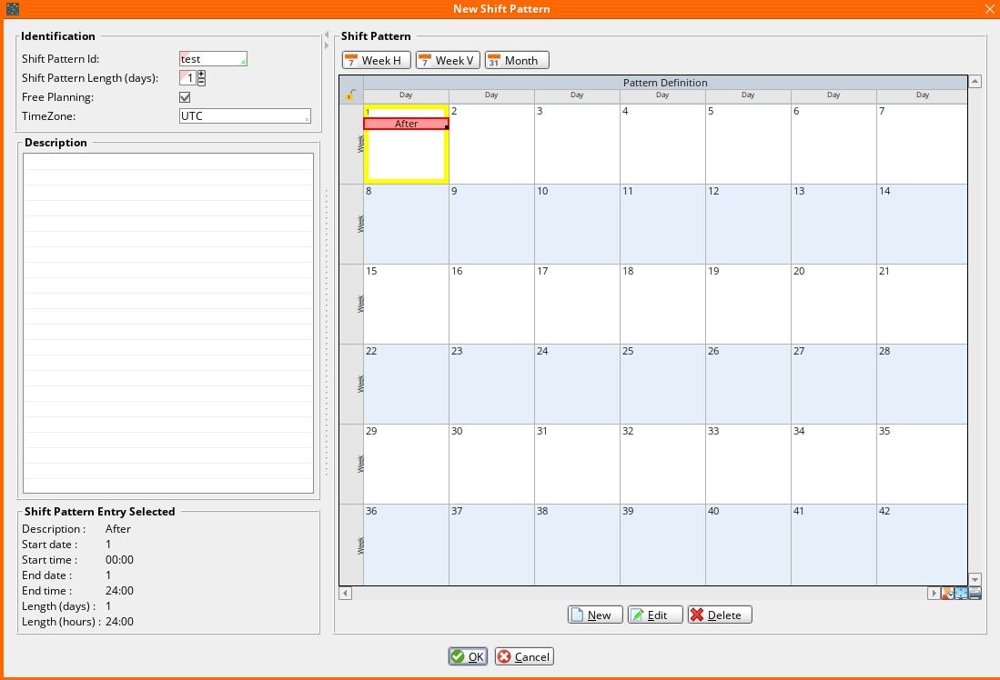 New Shift Pattern
Identification
Shift Pattern Id: test
Shift Pattern Length (days): 1
Free Planning:
TimeZone: UTC
Description
Shift Pattern Entry Selected
Description : After
Start date : 1
Start time : 00:00
End date : 1
End time : 24:00
Length (days) : 1
Length (hours) : 24:00
Shift Pattern
7 Week H 7 Week V 31 Month
Pattern Definition
Day Day Day Day Day Day Day
Week 1 2 3 4 5 6 7
After
Week 8 9 10 11 12 13 14
Week 15 16 17 18 19 20 21
Week 22 23 24 25 26 27 28
Week 29 30 31 32 33 34 35
Week 36 37 38 39 40 41 42
New Edit Delete
OK Cancel